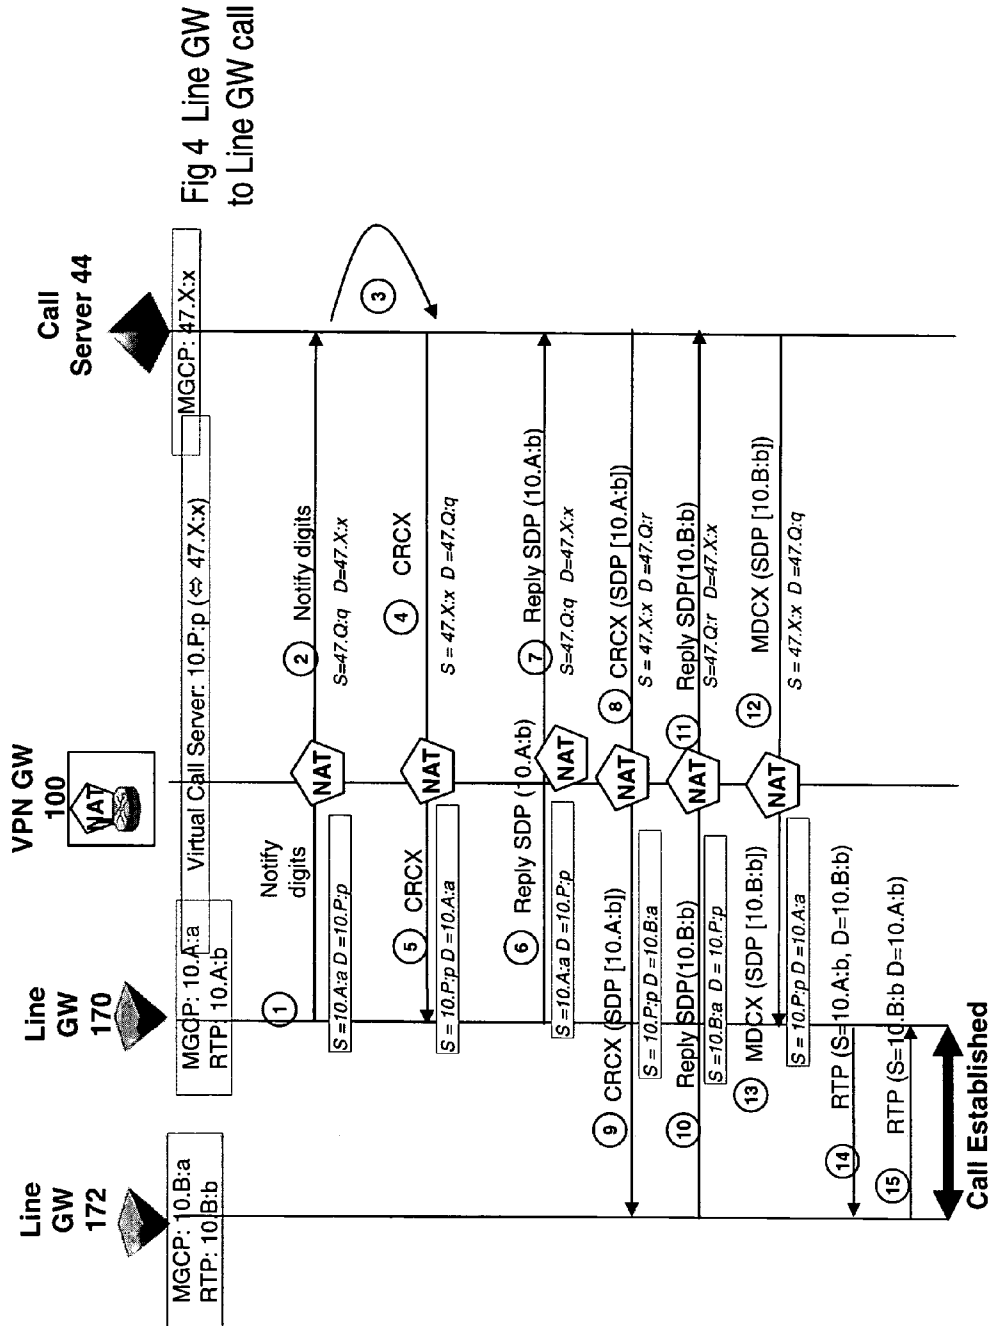 Fig 4 Line GW
to Line GW call
Line
GW
172
Line
GW
170
VPN GW
100
Call
Server 44
NAT
MGCP: 10.B:a
RTP: 10.B:b
MGCP: 10.A:a
RTP: 10.A:b
Virtual Call Server: 10.P:p (⇔ 47.X:x)
MGCP: 47.X:x
1
Notify
digits
S=10.A:a D =10.P:p
NAT
2 Notify digits
S=47.Q:q D=47.X:x
3
4 CRCX
S = 47.X:x D =47.Q:q
NAT
5 CRCX
S = 10.P:p D =10.A:a
6 Reply SDP (10.A:b)
S =10.A:a D =10.P:p
NAT
7 Reply SDP (10.A:b)
S=47.Q:q D=47.X:x
8 CRCX (SDP [10.A:b])
S = 47.X:x D =47.Q:r
NAT
9 CRCX (SDP [10.A:b])
S = 10.P:p D =10.B:a
10 Reply SDP(10.B:b)
S=10.B:a D = 10.P:p
NAT
11 Reply SDP(10.B:b)
S=47.Q:r D=47.X:x
12 MDCX (SDP [10.B:b])
S = 47.X:x D =47.Q:q
NAT
13 MDCX (SDP [10.B:b])
S = 10.P:p D =10.A:a
14 RTP (S=10.A:b, D=10.B:b)
15 RTP (S=10.B:b D=10.A:b)
Call Established